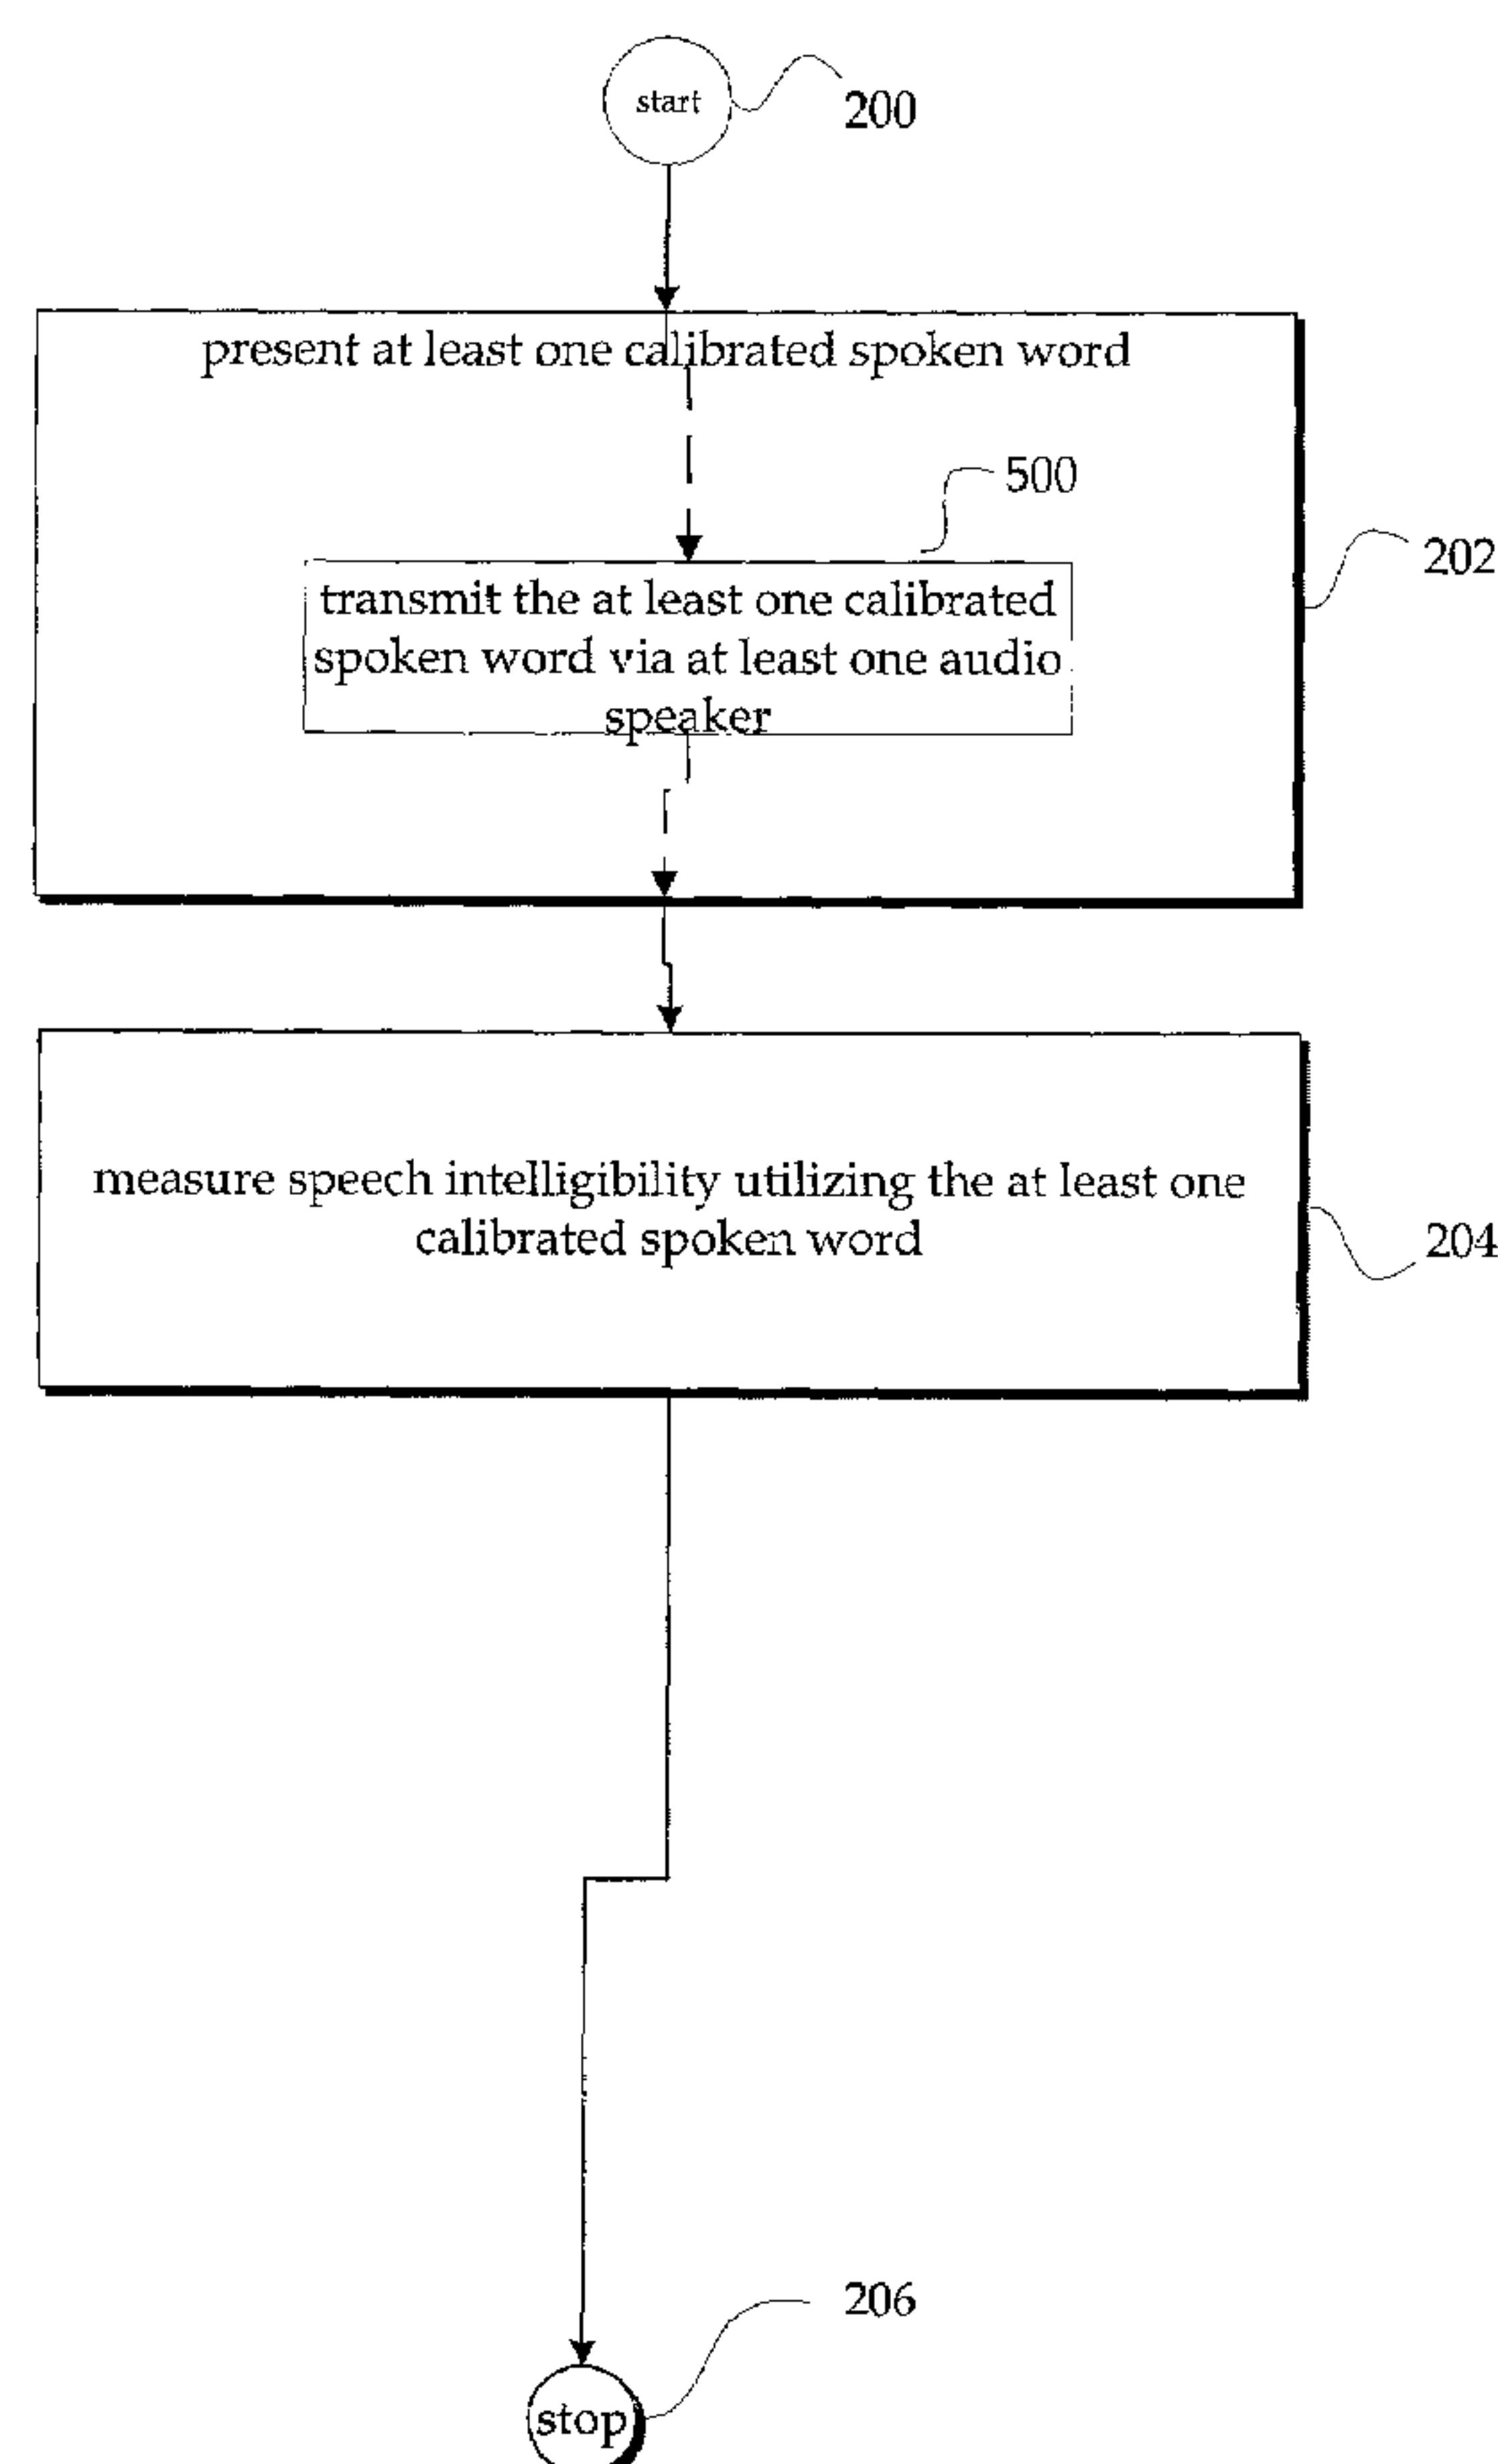 start
200
present at least one calibrated spoken word
500
202
transmit the at least one calibrated
spoken word via at least one audio
speaker
measure speech intelligibility utilizing the at least one
calibrated spoken word
204
206
stop